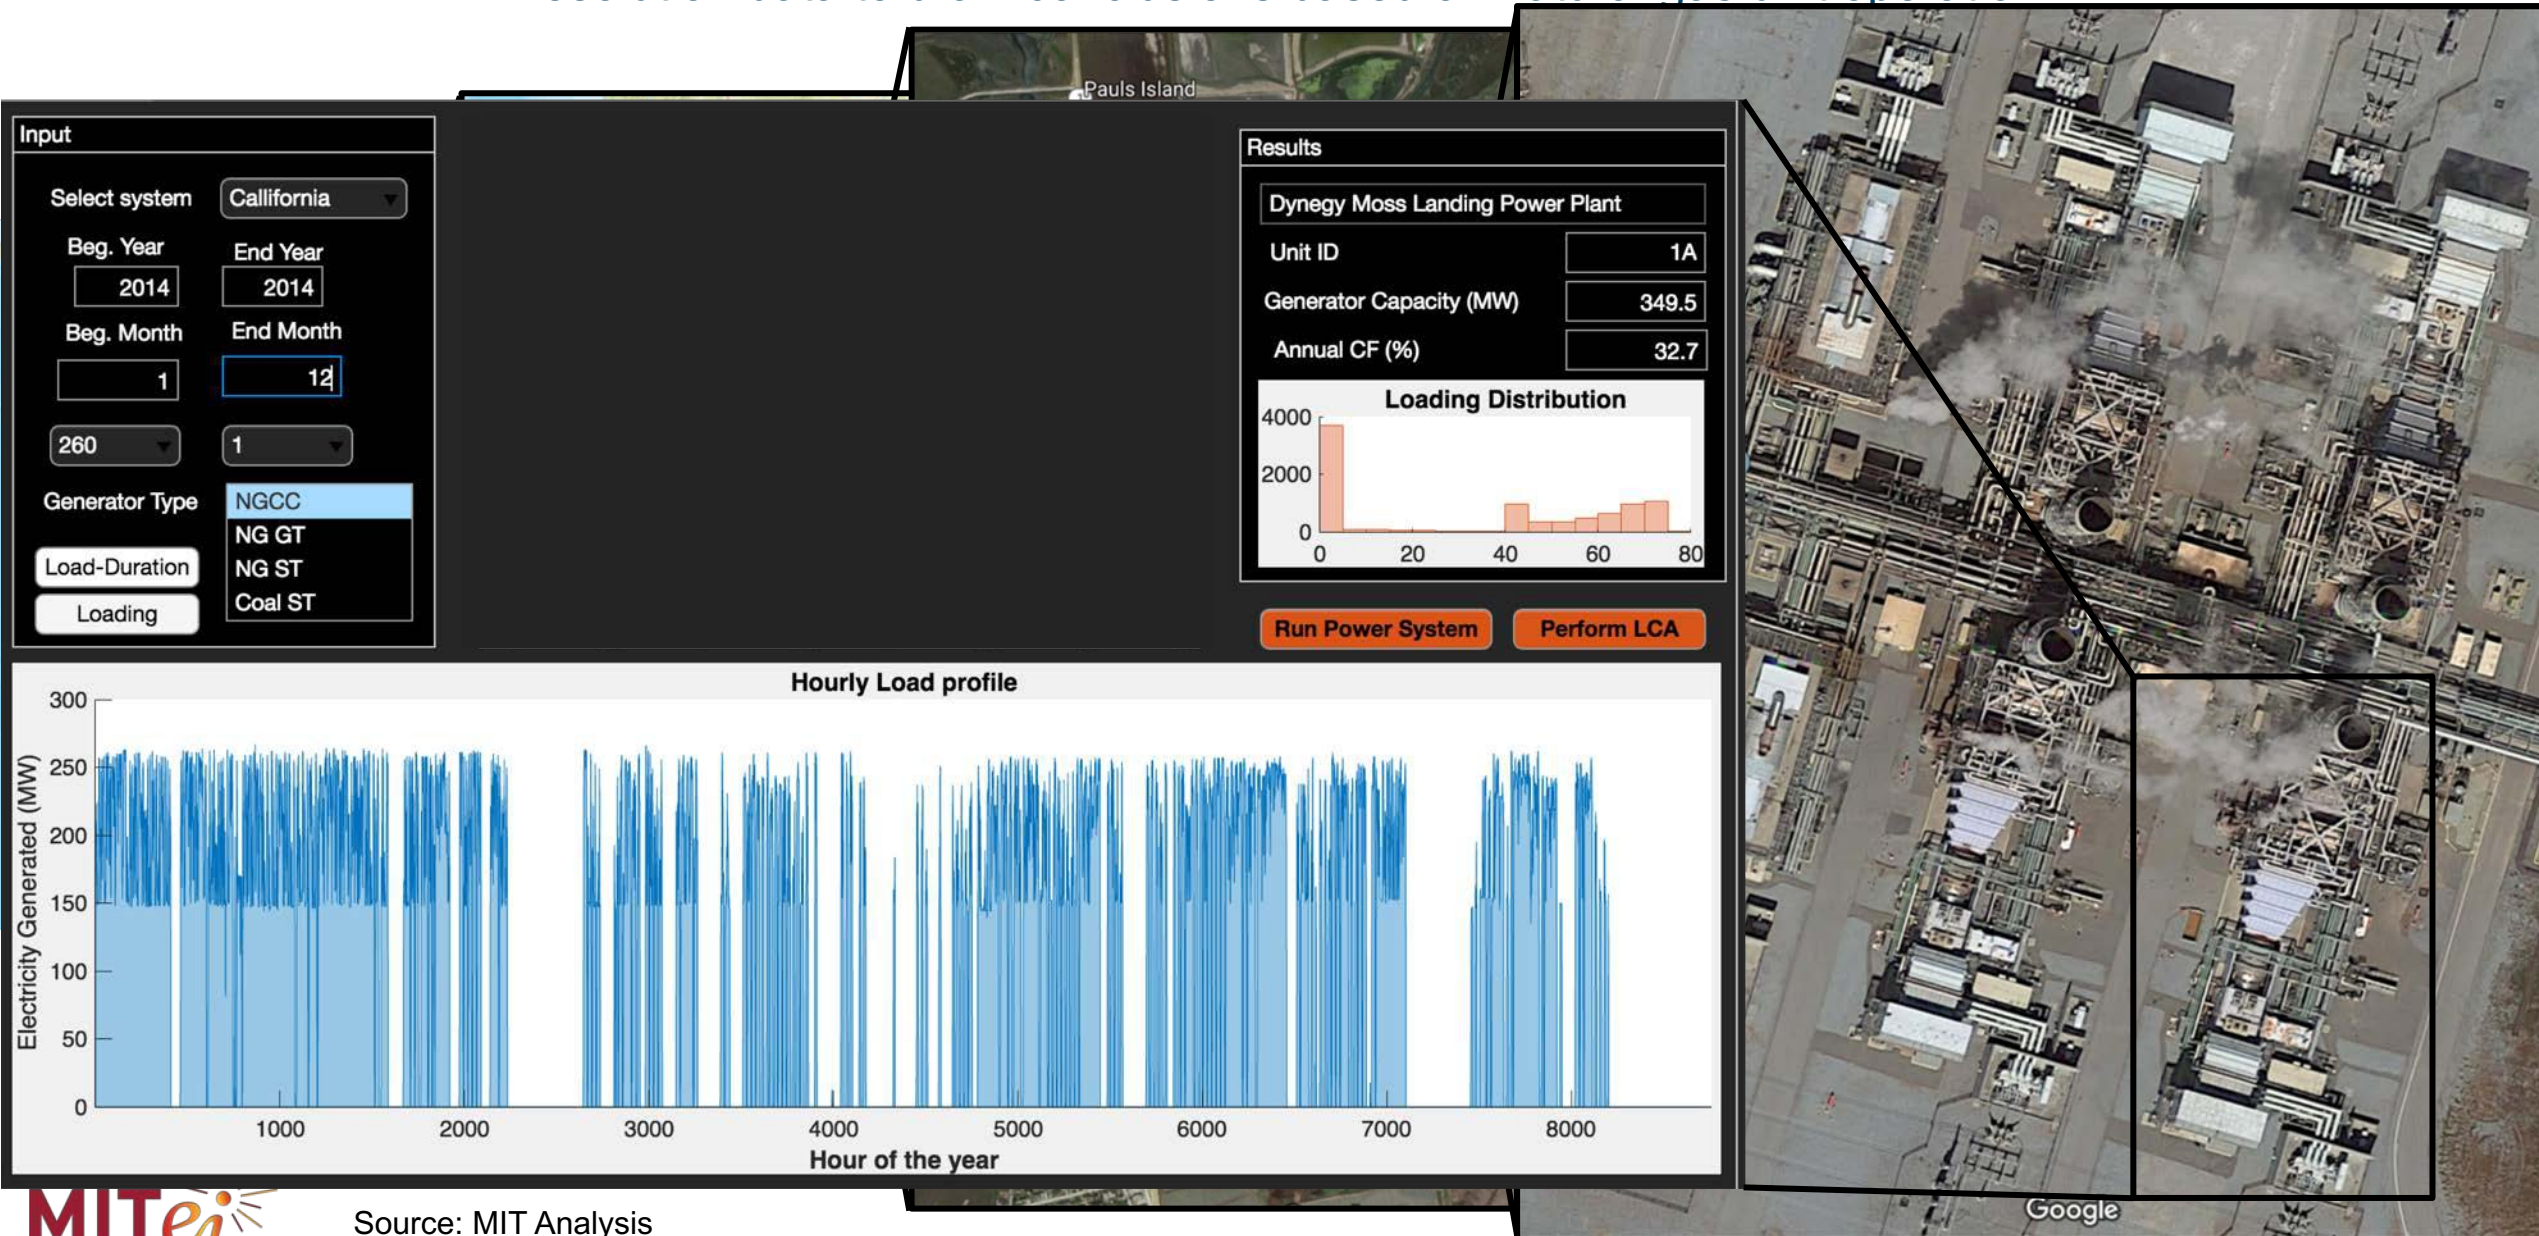 Pauls Island
Input
Select system
Callifornia
Beg. Year
End Year
2014
2014
Beg. Month
End Month
1
12
260
1
Generator Type
NGCC
NG GT
NG ST
Coal ST
Load-Duration
Loading
Results
Dynegy Moss Landing Power Plant
Unit ID
1A
Generator Capacity (MW)
349.5
Annual CF (%)
32.7
Loading Distribution
4000
2000
0
0 20 40 60 80
Run Power System
Perform LCA
Hourly Load profile
Electricity Generated (MW)
300
250
200
150
100
50
0
1000 2000 3000 4000 5000 6000 7000 8000
Hour of the year
MITei
Source: MIT Analysis
Google